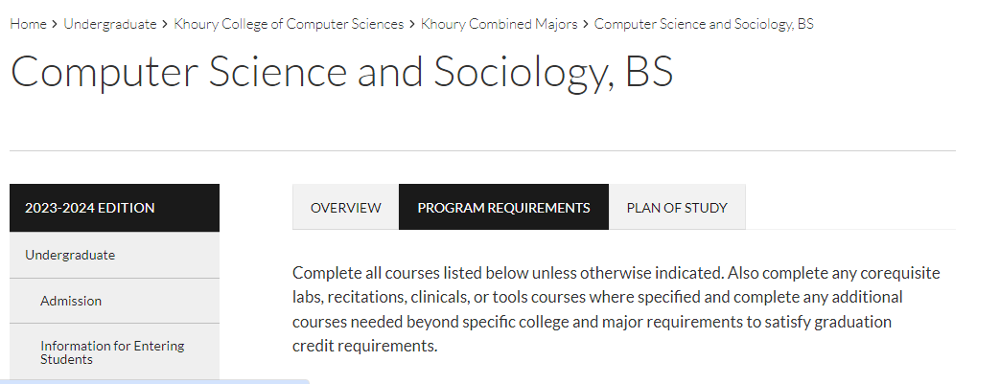 Home > Undergraduate > Khoury College of Computer Sciences > Khoury Combined Majors > Computer Science and Sociology, BS
Computer Science and Sociology, BS
2023-2024 EDITION
Undergraduate
Admission
Information for Entering
Students
OVERVIEW
PROGRAM REQUIREMENTS
PLAN OF STUDY
Complete all courses listed below unless otherwise indicated. Also complete any corequisite
labs, recitations, clinicals, or tools courses where specified and complete any additional
courses needed beyond specific college and major requirements to satisfy graduation
credit requirements.